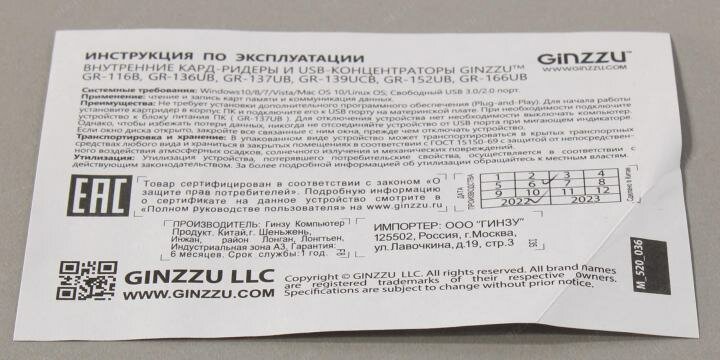 ИНСТРУКЦИЯ ПО ЭКСПЛУАТАЦИИ
GINZZU™
ВНУТРЕННИЕ КАРД-РИДЕРЫ И USB-КОНЦЕНТРАТОРЫ GINZZU™
www.ginzzu.com
GR-116B, GR-136UB, GR-137UB, GR-139UCB, GR-152UB, GR-166UB
Системные требования: Windows10/8/7/Vista/Mac OS 10/Linux OS; Свободный USB 3.0/2.0 порт.
Применение: чтение и запись карт памяти и коммуникация данных.
Преимущества: Не требует установки дополнительного программного обеспечения (Plug-and-Play). Для начала работы
установите картридер в корпус ПК и подключите его к USB порту на материнской плате. При необходимости подключите
устройство к блоку питания ПК ( GR-137UB). Для отключения устройства нет необходимости выключать компьютер.
Однако, чтобы избежать потери данных, никогда не отсоединяйте устройство от USB порта при мигающем индикаторе.
Если окно диска открыто, закройте все связанные с ним окна, прежде чем отключать устройство.
Транспортировка и хранение: В упакованном виде устройство может транспортироваться в крытых транспортных
средствах любого вида и храниться в закрытых помещениях в соответствии с ГОСТ 15150-69 с защитой от непосредствен-
ного воздействия атмосферных осадков, солнечного излучения и механических повреждений.
Утилизация: Утилизация устройства, потерявшего потребительские свойства, осуществляется в соответствии с
действующим законодательством. За более подробной информацией об утилизации обращайтесь к местным властям.
EAC
Товар сертифицирован в соответствии с законом «О
защите прав потребителей». Подробную информацию
о сертификате на данное устройство смотрите в
«Полном руководстве пользователя» на www.ginzzu.ru
ДАТА
ПРОИЗВОДСТВА
1 2 3 4
5 6 7 8
9 10 11 12
2022 2023
Сделано в Китае
ПРОИЗВОДИТЕЛЬ: Гинзу Компьютер
Продукт. Китай,г. Шеньжень,
Инжан, район Лонган, Лонгтьен,
Индустриальная зона А3, Гарантия:
6 месяцев. Срок службы:1 год.
ИМПОРТЕР: ООО "ГИНЗУ"
125502, Россия, г.Москва,
ул.Лавочкина, д.19, стр.3
M_520_036
GINZZU LLC
WWW.GINZZU.COM
Copyright © GINZZU LLC. All rights reserved. All brand names
are registered trademarks of their respective owners.
Specifications are subject to change without prior notice.